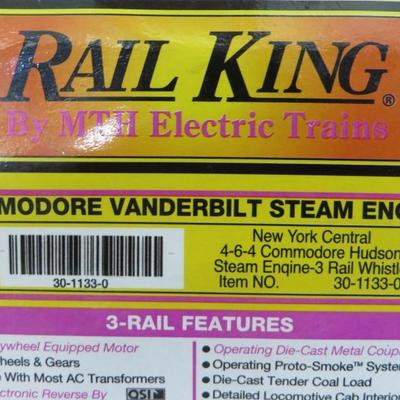 RAIL KING®
By MTH Electric Trains
MODORE VANDERBILT STEAM ENG
New York Central
4-6-4 Commodore Hudson
Steam Engine-3 Rail Whistl
Item NO. 30-1133-0
30-1133-0
3-RAIL FEATURES
ywheel Equipped Motor
heels & Gears
) With Most AC Transformers
ctronic Reverse By QSI
• Operating Die-Cast Metal Coup
• Operating Proto-Smoke™ System
• Die-Cast Tender Coal Load
• Detailed Locomotive Cab Interio